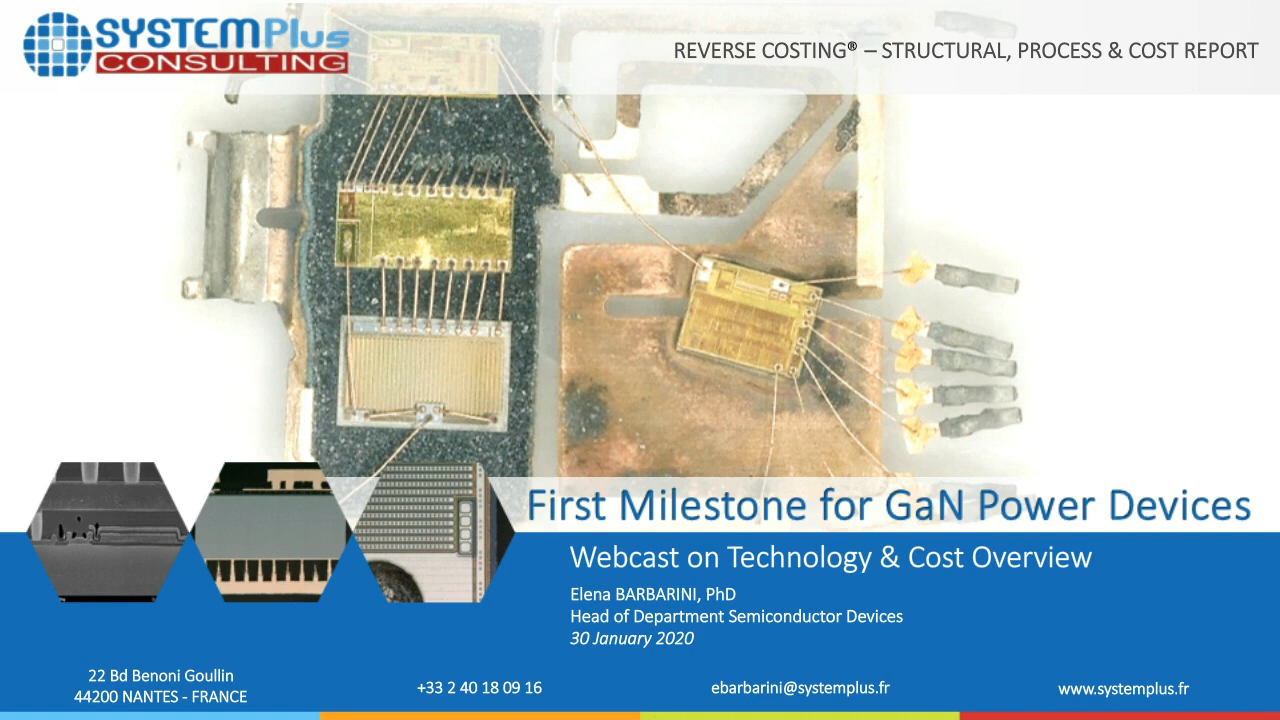 SYSTEMPlus
CONSULTING
REVERSE COSTING® – STRUCTURAL, PROCESS & COST REPORT
First Milestone for GaN Power Devices
Webcast on Technology & Cost Overview
Elena BARBARINI, PhD
Head of Department Semiconductor Devices
30 January 2020
22 Bd Benoni Goullin
44200 NANTES - FRANCE
+33 2 40 18 09 16
ebarbarini@systemplus.fr
www.systemplus.fr